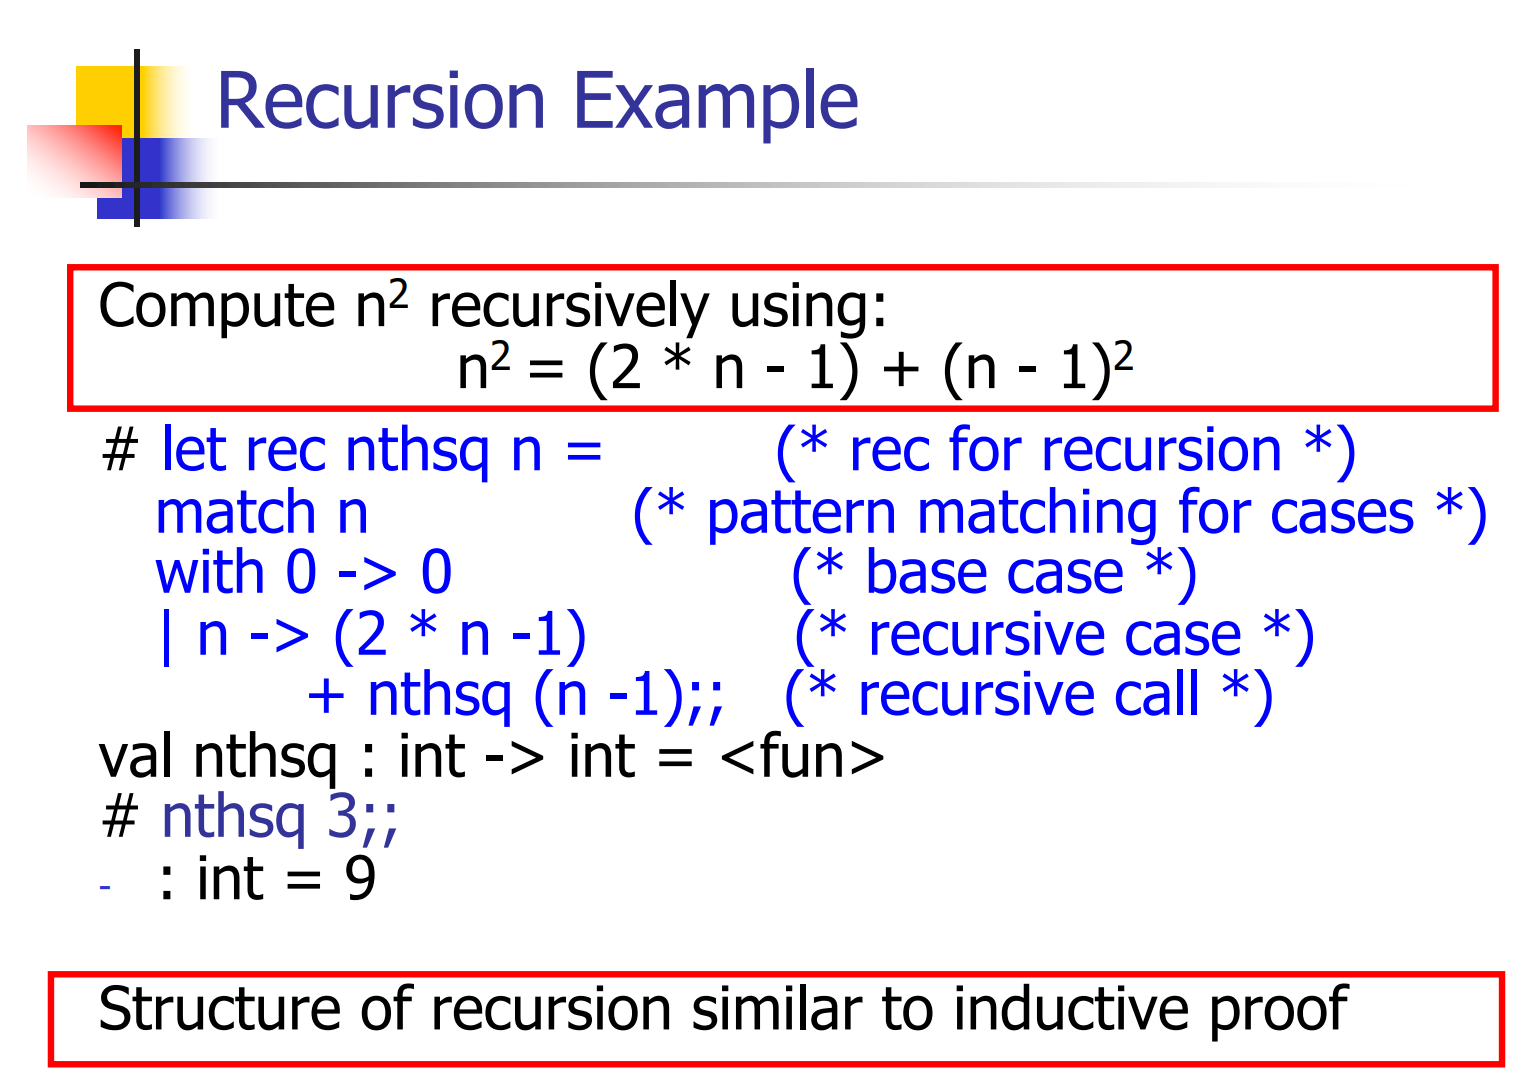 Recursion Example
Compute n² recursively using:
n² = (2 * n - 1) + (n - 1)²
# let rec nthsq n = (* rec for recursion *)
match n (* pattern matching for cases *)
with 0 -> 0 (* base case *)
| n -> (2 * n -1) (* recursive case *)
+ nthsq (n -1);; (* recursive call *)
val nthsq : int -> int = <fun>
# nthsq 3;;
- : int = 9
Structure of recursion similar to inductive proof